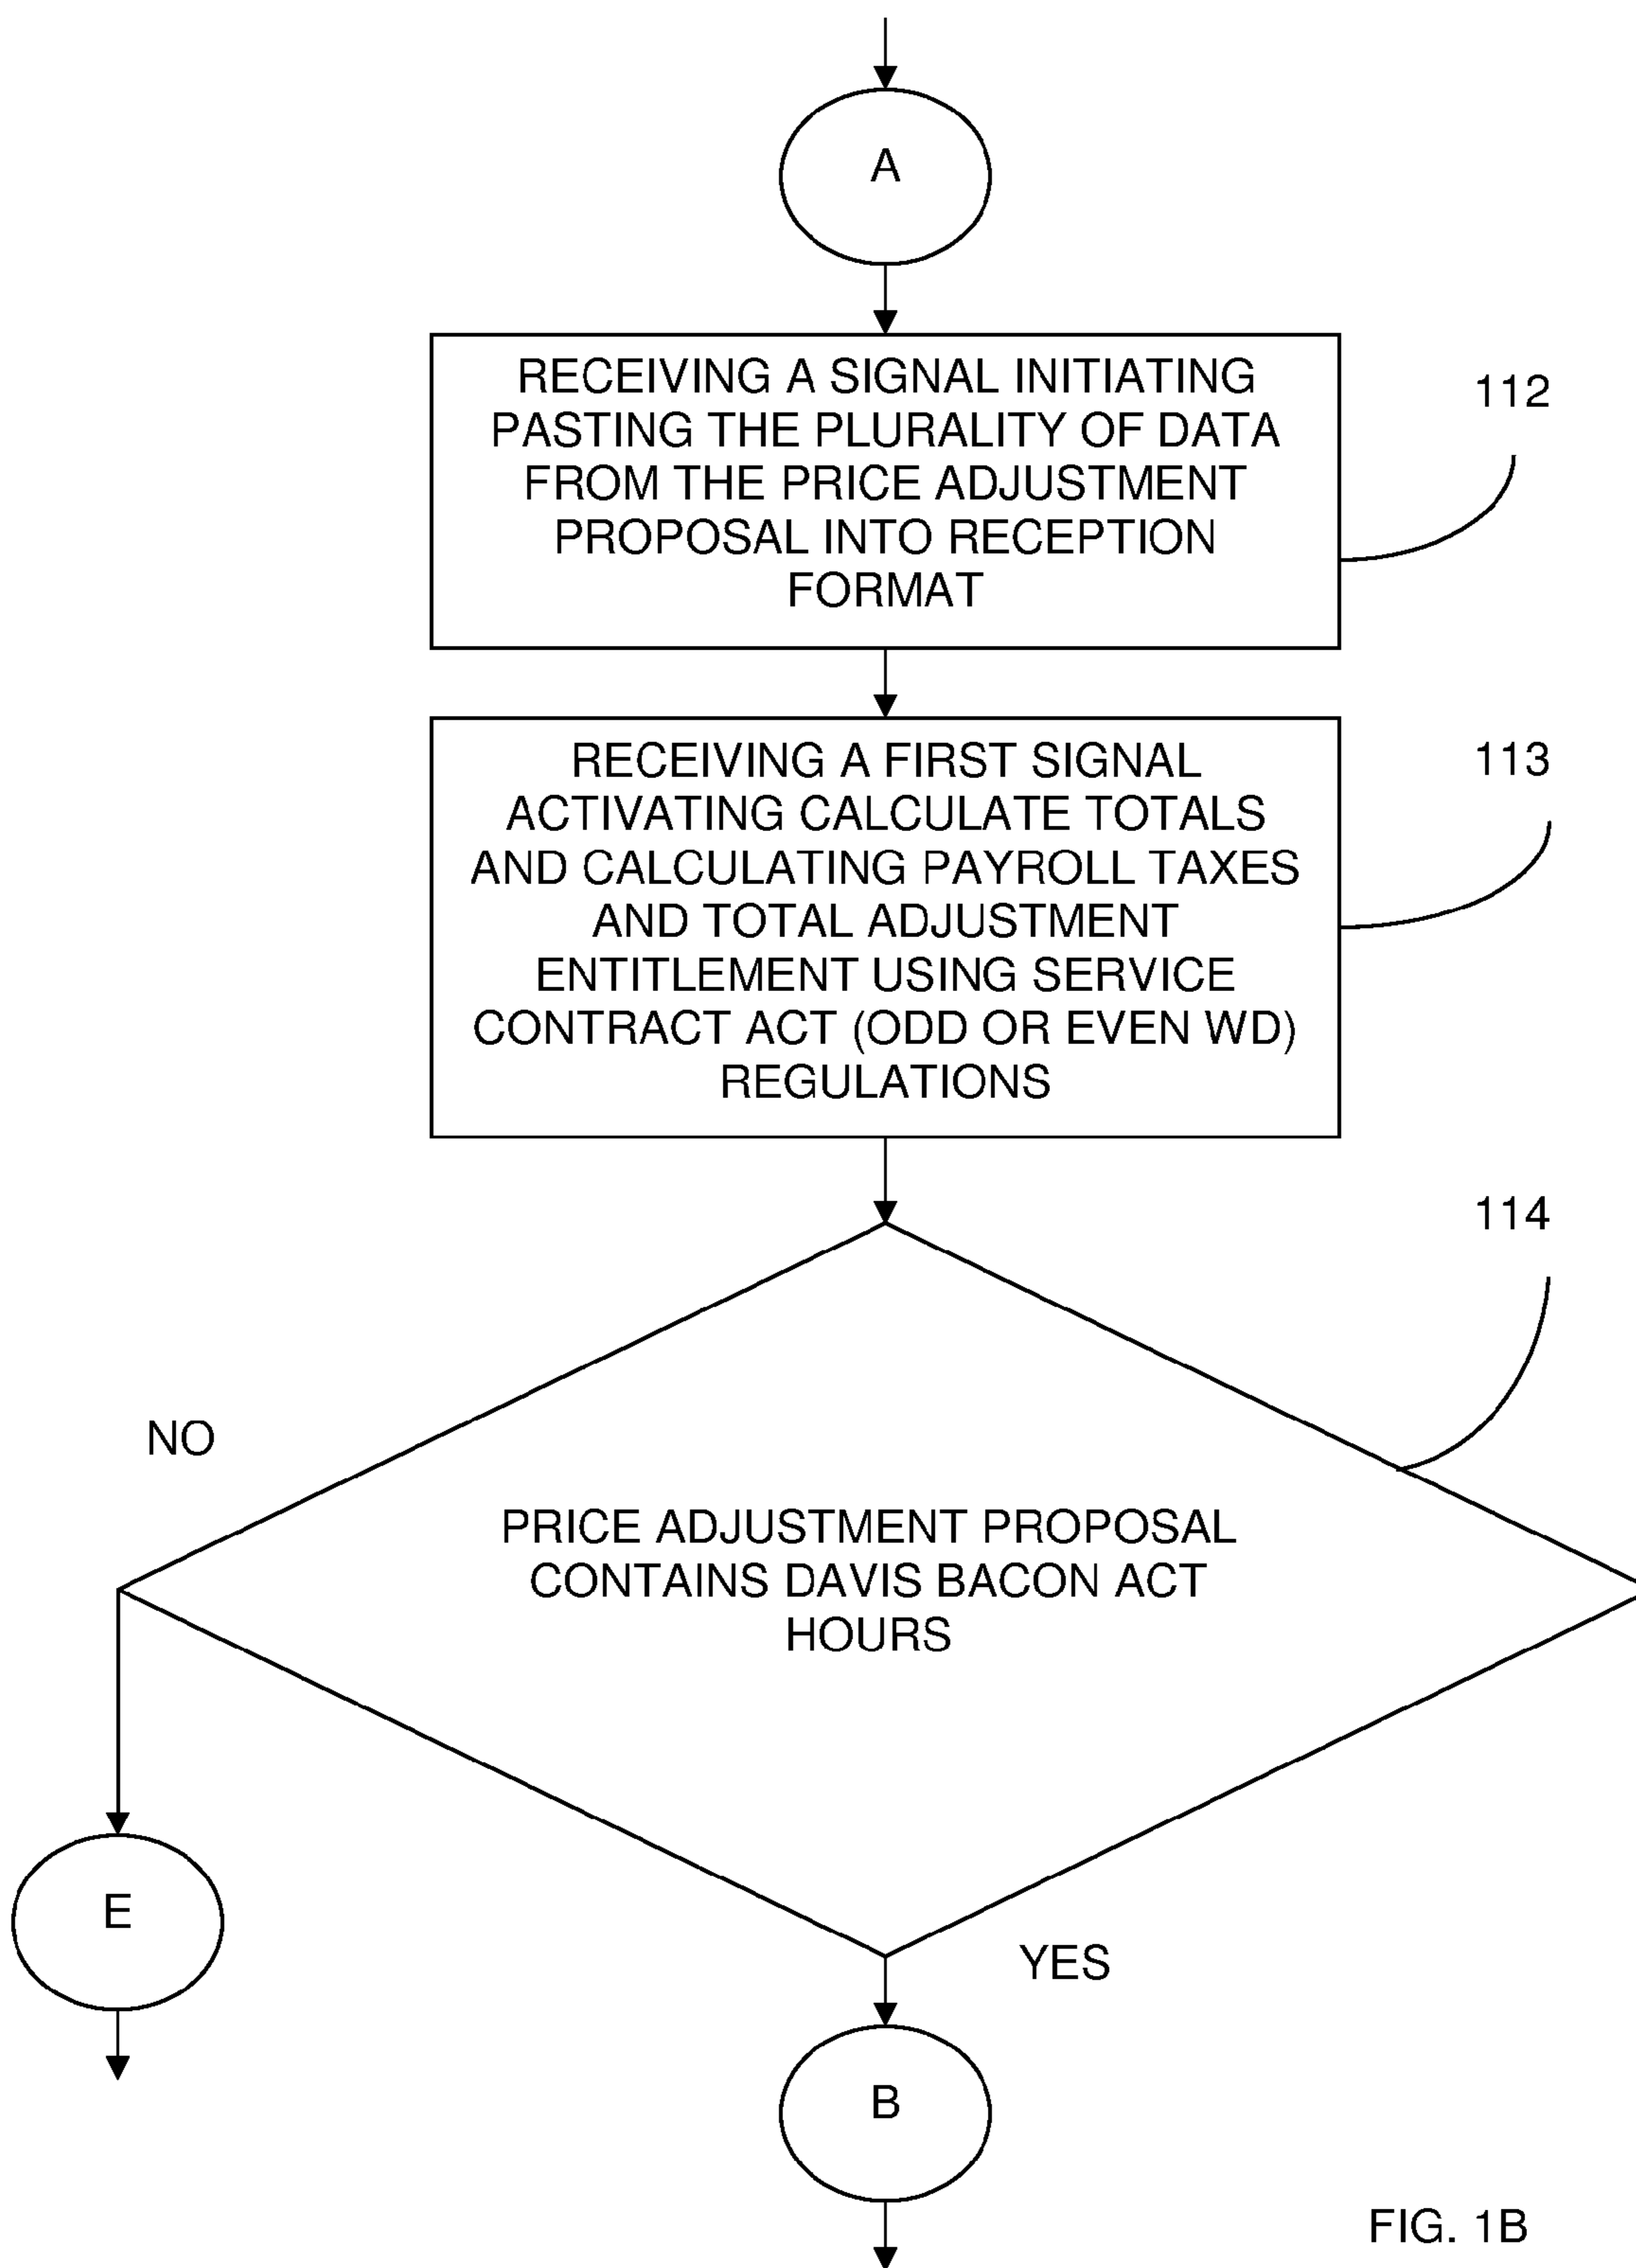 A
RECEIVING A SIGNAL INITIATING
PASTING THE PLURALITY OF DATA
FROM THE PRICE ADJUSTMENT
PROPOSAL INTO RECEPTION
FORMAT
112
RECEIVING A FIRST SIGNAL
ACTIVATING CALCULATE TOTALS
AND CALCULATING PAYROLL TAXES
AND TOTAL ADJUSTMENT
ENTITLEMENT USING SERVICE
CONTRACT ACT (ODD OR EVEN WD)
REGULATIONS
113
114
NO
PRICE ADJUSTMENT PROPOSAL
CONTAINS DAVIS BACON ACT
HOURS
E
YES
B
FIG. 1B